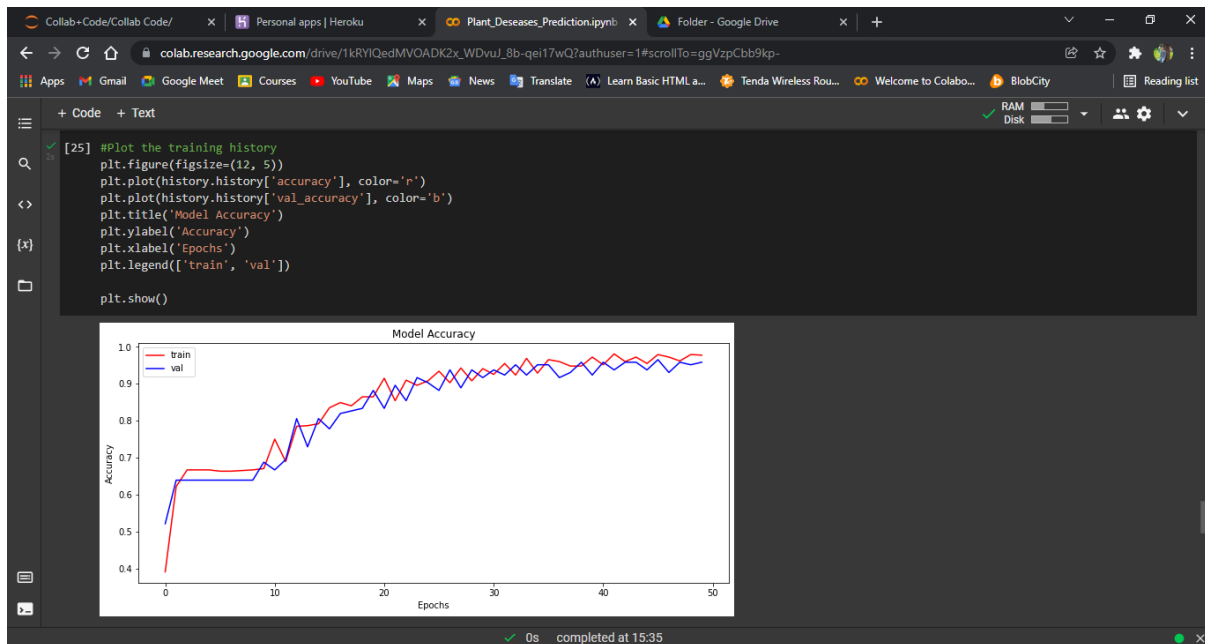 Collab+Code/Collab Code/
Personal apps | Heroku
Plant_Deseases_Prediction.ipynb
Folder - Google Drive
colab.research.google.com/drive/1kRYlQedMVOADK2x_WDvuJ_8b-qei17wQ?authuser=1#scrollTo=ggVzpCbb9kp-
Apps Gmail Google Meet Courses YouTube Maps News Translate Learn Basic HTML a... Tenda Wireless Rou... Welcome to Colabo... BlobCity Reading list
+ Code + Text
RAM
Disk
2s
[25] #Plot the training history
plt.figure(figsize=(12, 5))
plt.plot(history.history['accuracy'], color='r')
plt.plot(history.history['val_accuracy'], color='b')
plt.title('Model Accuracy')
plt.ylabel('Accuracy')
plt.xlabel('Epochs')
plt.legend(['train', 'val'])
plt.show()
{x}
Model Accuracy
train
val
1.0
0.9
0.8
0.7
0.6
0.5
0.4
Accuracy
0 10 20 30 40 50
Epochs
0s completed at 15:35